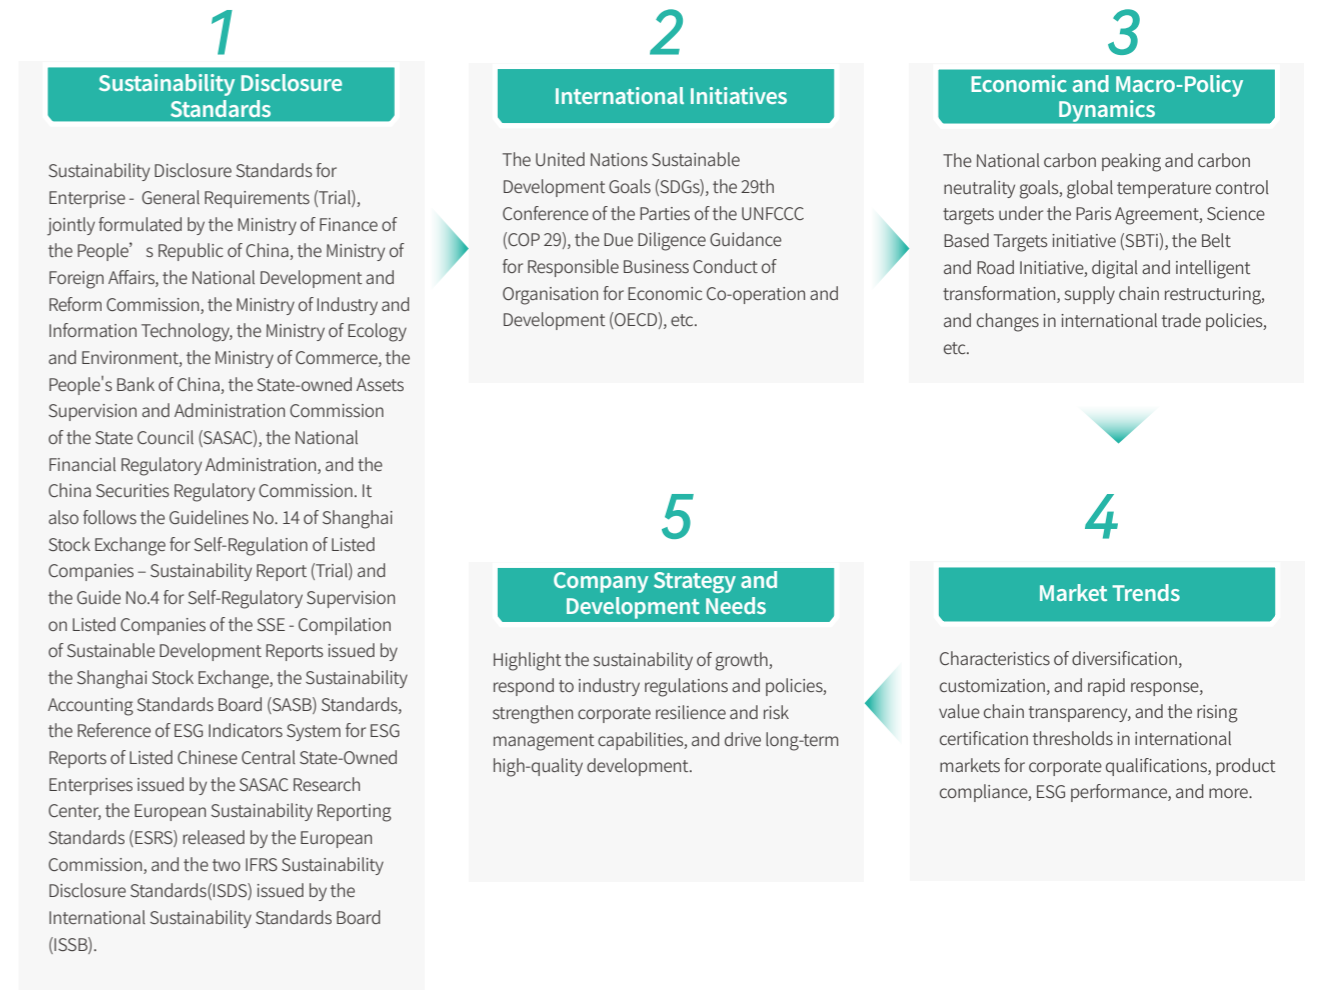 1
Sustainability Disclosure
Standards
Sustainability Disclosure Standards for
Enterprise - General Requirements (Trial),
jointly formulated by the Ministry of Finance of
the People’ s Republic of China, the Ministry of
Foreign Affairs, the National Development and
Reform Commission, the Ministry of Industry and
Information Technology, the Ministry of Ecology
and Environment, the Ministry of Commerce, the
People's Bank of China, the State-owned Assets
Supervision and Administration Commission
of the State Council (SASAC), the National
Financial Regulatory Administration, and the
China Securities Regulatory Commission. It
also follows the Guidelines No. 14 of Shanghai
Stock Exchange for Self-Regulation of Listed
Companies – Sustainability Report (Trial) and
the Guide No.4 for Self-Regulatory Supervision
on Listed Companies of the SSE - Compilation
of Sustainable Development Reports issued by
the Shanghai Stock Exchange, the Sustainability
Accounting Standards Board (SASB) Standards,
the Reference of ESG Indicators System for ESG
Reports of Listed Chinese Central State-Owned
Enterprises issued by the SASAC Research
Center, the European Sustainability Reporting
Standards (ESRS) released by the European
Commission, and the two IFRS Sustainability
Disclosure Standards(ISDS) issued by the
International Sustainability Standards Board
(ISSB).
2
International Initiatives
The United Nations Sustainable
Development Goals (SDGs), the 29th
Conference of the Parties of the UNFCCC
(COP 29), the Due Diligence Guidance
for Responsible Business Conduct of
Organisation for Economic Co-operation and
Development (OECD), etc.
3
Economic and Macro-Policy
Dynamics
The National carbon peaking and carbon
neutrality goals, global temperature control
targets under the Paris Agreement, Science
Based Targets initiative (SBTi), the Belt
and Road Initiative, digital and intelligent
transformation, supply chain restructuring,
and changes in international trade policies,
etc.
4
Market Trends
Characteristics of diversification,
customization, and rapid response,
value chain transparency, and the rising
certification thresholds in international
markets for corporate qualifications, product
compliance, ESG performance, and more.
5
Company Strategy and
Development Needs
Highlight the sustainability of growth,
respond to industry regulations and policies,
strengthen corporate resilience and risk
management capabilities, and drive long-term
high-quality development.